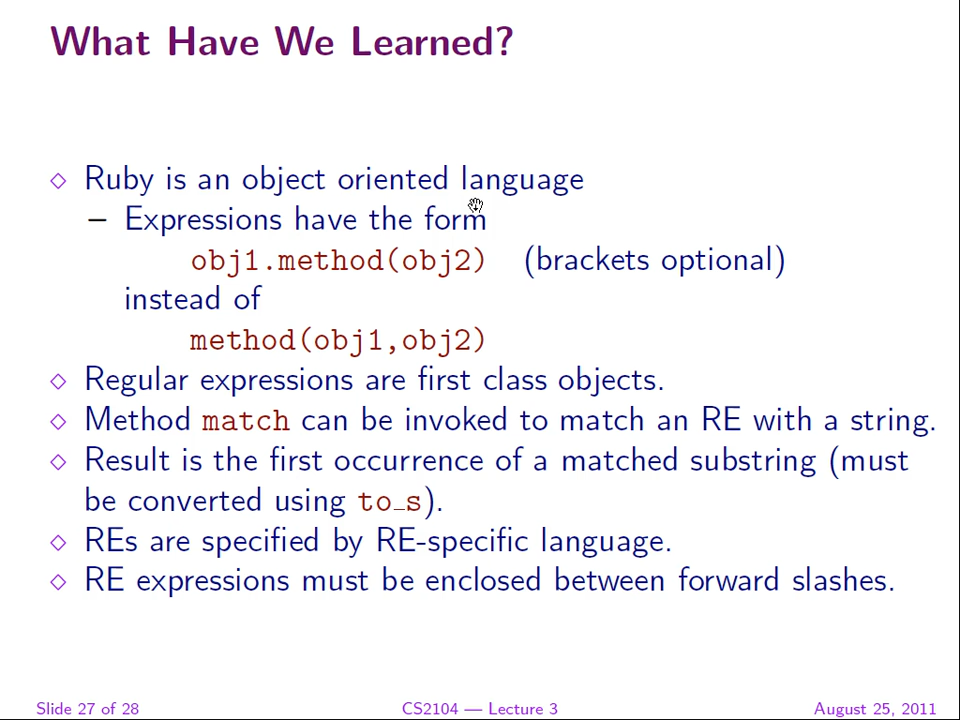 What Have We Learned?
◇ Ruby is an object oriented language
– Expressions have the form
obj1.method(obj2) (brackets optional)
instead of
method(obj1,obj2)
◇ Regular expressions are first class objects.
◇ Method match can be invoked to match an RE with a string.
◇ Result is the first occurrence of a matched substring (must
be converted using to_s).
◇ REs are specified by RE-specific language.
◇ RE expressions must be enclosed between forward slashes.
Slide 27 of 28 CS2104 — Lecture 3 August 25, 2011